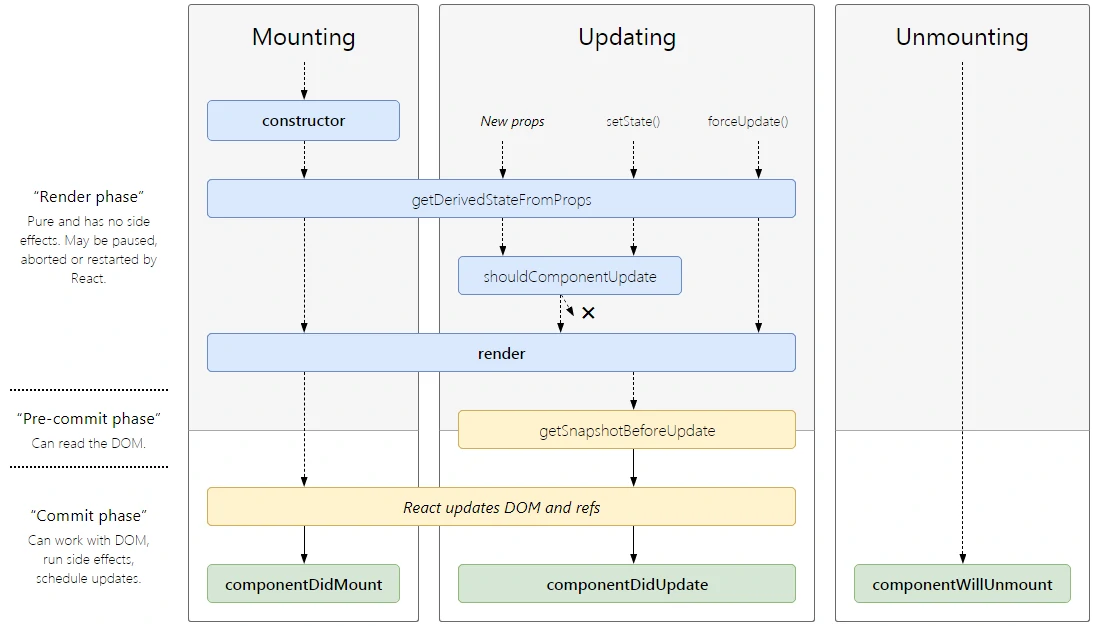 Mounting
Updating
Unmounting
constructor
New props
setState()
forceUpdate()
getDerivedStateFromProps
“Render phase”
Pure and has no side
effects. May be paused,
aborted or restarted by
React.
shouldComponentUpdate
✕
render
“Pre-commit phase”
Can read the DOM.
getSnapshotBeforeUpdate
React updates DOM and refs
“Commit phase”
Can work with DOM,
run side effects,
schedule updates.
componentDidMount
componentDidUpdate
componentWillUnmount